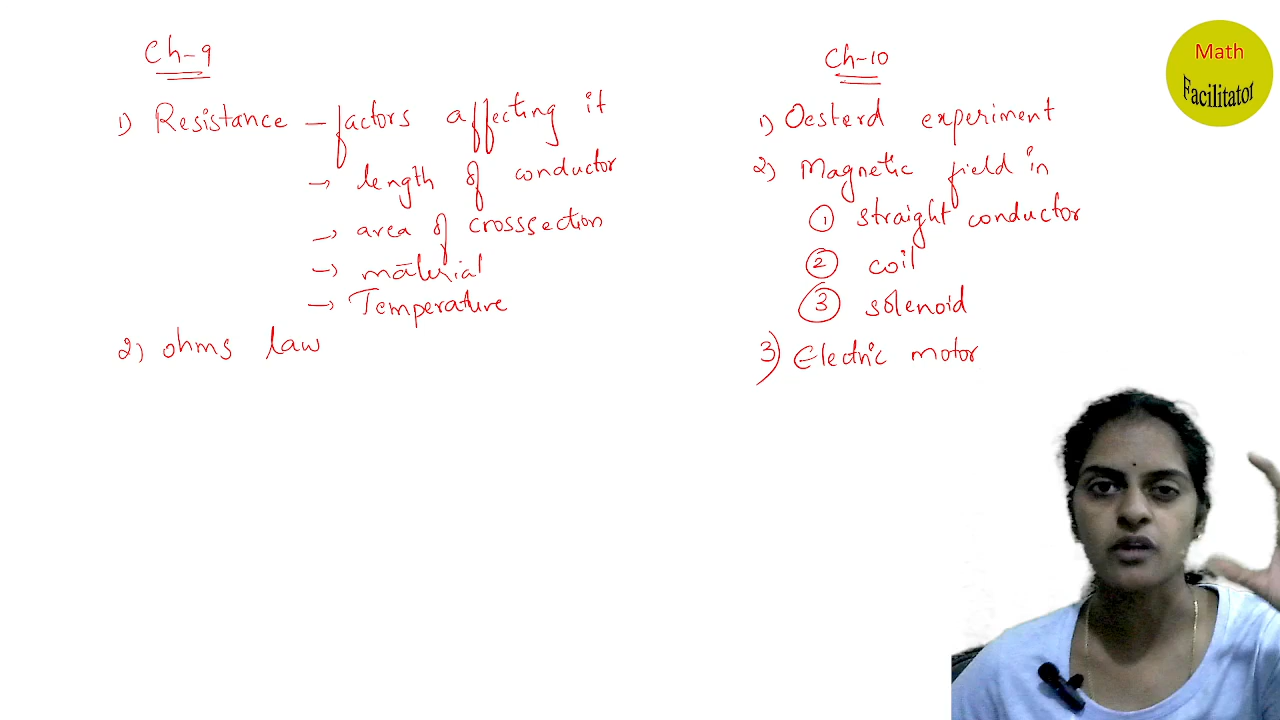 Ch-9
1) Resistance - factors affecting it
→ length of conductor
→ area of crosssection
→ material
→ Temperature
2) ohms law
Ch-10
1) Oesterd experiment
2) Magnetic field in
① straight conductor
② coil
③ solenoid
3) Electric motor
Math
Facilitator